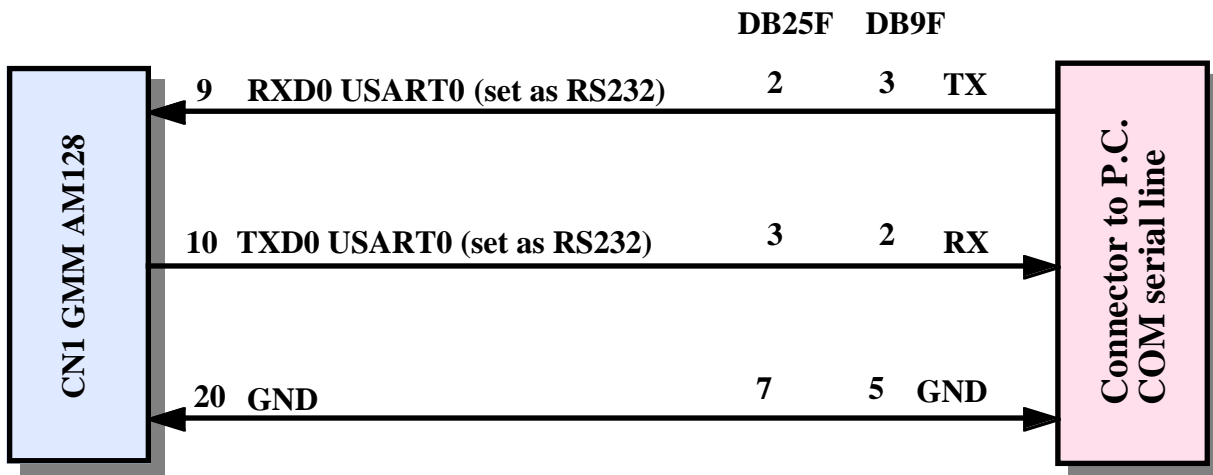 DB25F DB9F
9 RXD0 USART0 (set as RS232) 2 3 TX
10 TXD0 USART0 (set as RS232) 3 2 RX
20 GND 7 5 GND
CN1 GMM AM128
Connector to P.C.
COM serial line